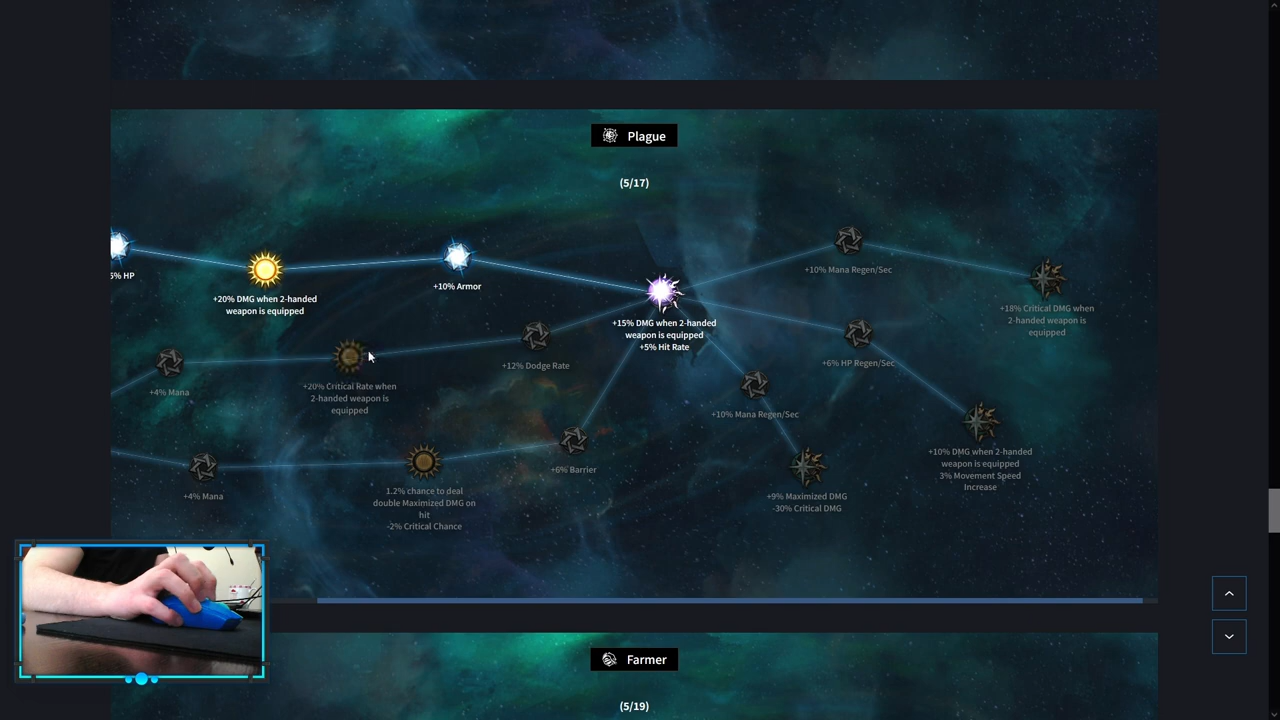 Plague
(5/17)
5% HP
+20% DMG when 2-handed
weapon is equipped
+10% Armor
+15% DMG when 2-handed
weapon is equipped
+5% Hit Rate
+10% Mana Regen/Sec
+18% Critical DMG when
2-handed weapon is
equipped
+4% Mana
+20% Critical Rate when
2-handed weapon is
equipped
+12% Dodge Rate
+6% HP Regen/Sec
+10% Mana Regen/Sec
+10% DMG when 2-handed
weapon is equipped
3% Movement Speed
Increase
+4% Mana
1.2% chance to deal
double Maximized DMG on
hit
-2% Critical Chance
+6% Barrier
+9% Maximized DMG
-30% Critical DMG
Farmer
(5/19)